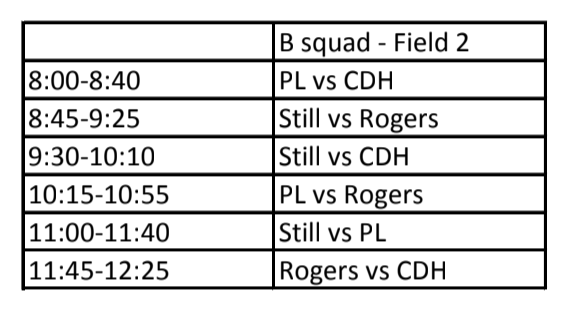 B squad - Field 2
8:00-8:40 PL vs CDH
8:45-9:25 Still vs Rogers
9:30-10:10 Still vs CDH
10:15-10:55 PL vs Rogers
11:00-11:40 Still vs PL
11:45-12:25 Rogers vs CDH